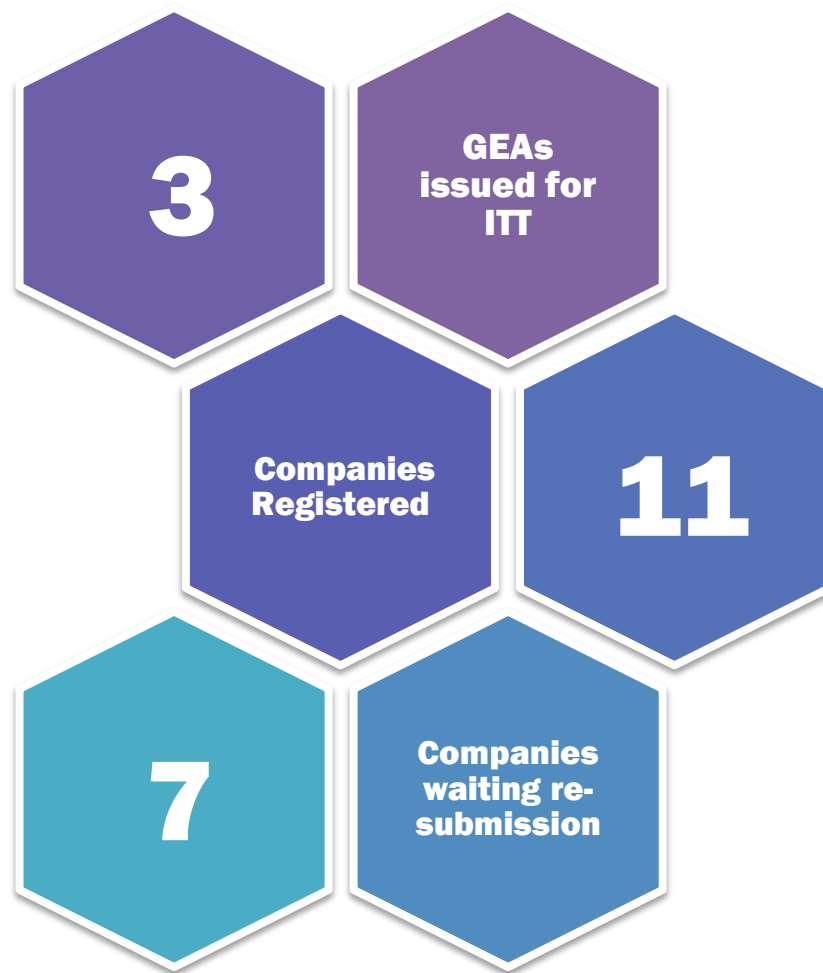 3
GEAs
issued for
ITT
Companies
Registered
11
7
Companies
waiting re-
submission